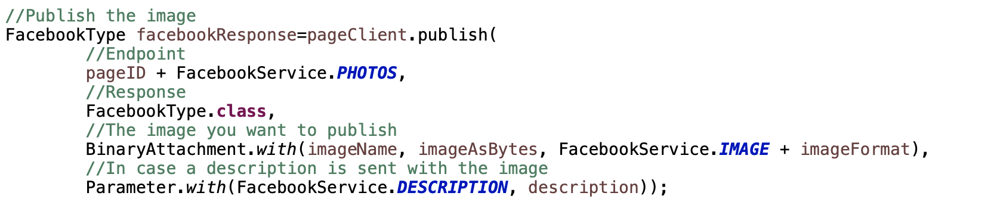 //Publish the image
FacebookType facebookResponse=pageClient.publish(
//Endpoint
pageID + FacebookService.PHOTOS,
//Response
FacebookType.class,
//The image you want to publish
BinaryAttachment.with(imageName, imageAsBytes, FacebookService.IMAGE + imageFormat),
//In case a description is sent with the image
Parameter.with(FacebookService.DESCRIPTION, description));